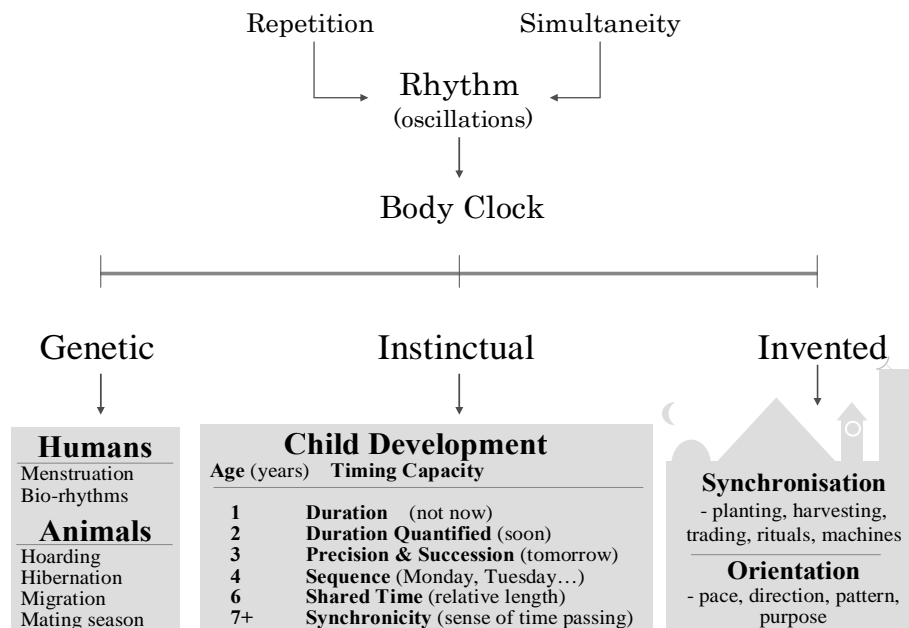 Repetition
Simultaneity
Rhythm
(oscillations)
Body Clock
Genetic
Instinctual
Invented
Humans
Menstruation
Bio-rhythms
Animals
Hoarding
Hibernation
Migration
Mating season
Child Development
Age (years) Timing Capacity
1 Duration (not now)
2 Duration Quantified (soon)
3 Precision & Succession (tomorrow)
4 Sequence (Monday, Tuesday…)
6 Shared Time (relative length)
7+ Synchronicity (sense of time passing)
Synchronisation
- planting, harvesting,
trading, rituals, machines
Orientation
- pace, direction, pattern,
purpose